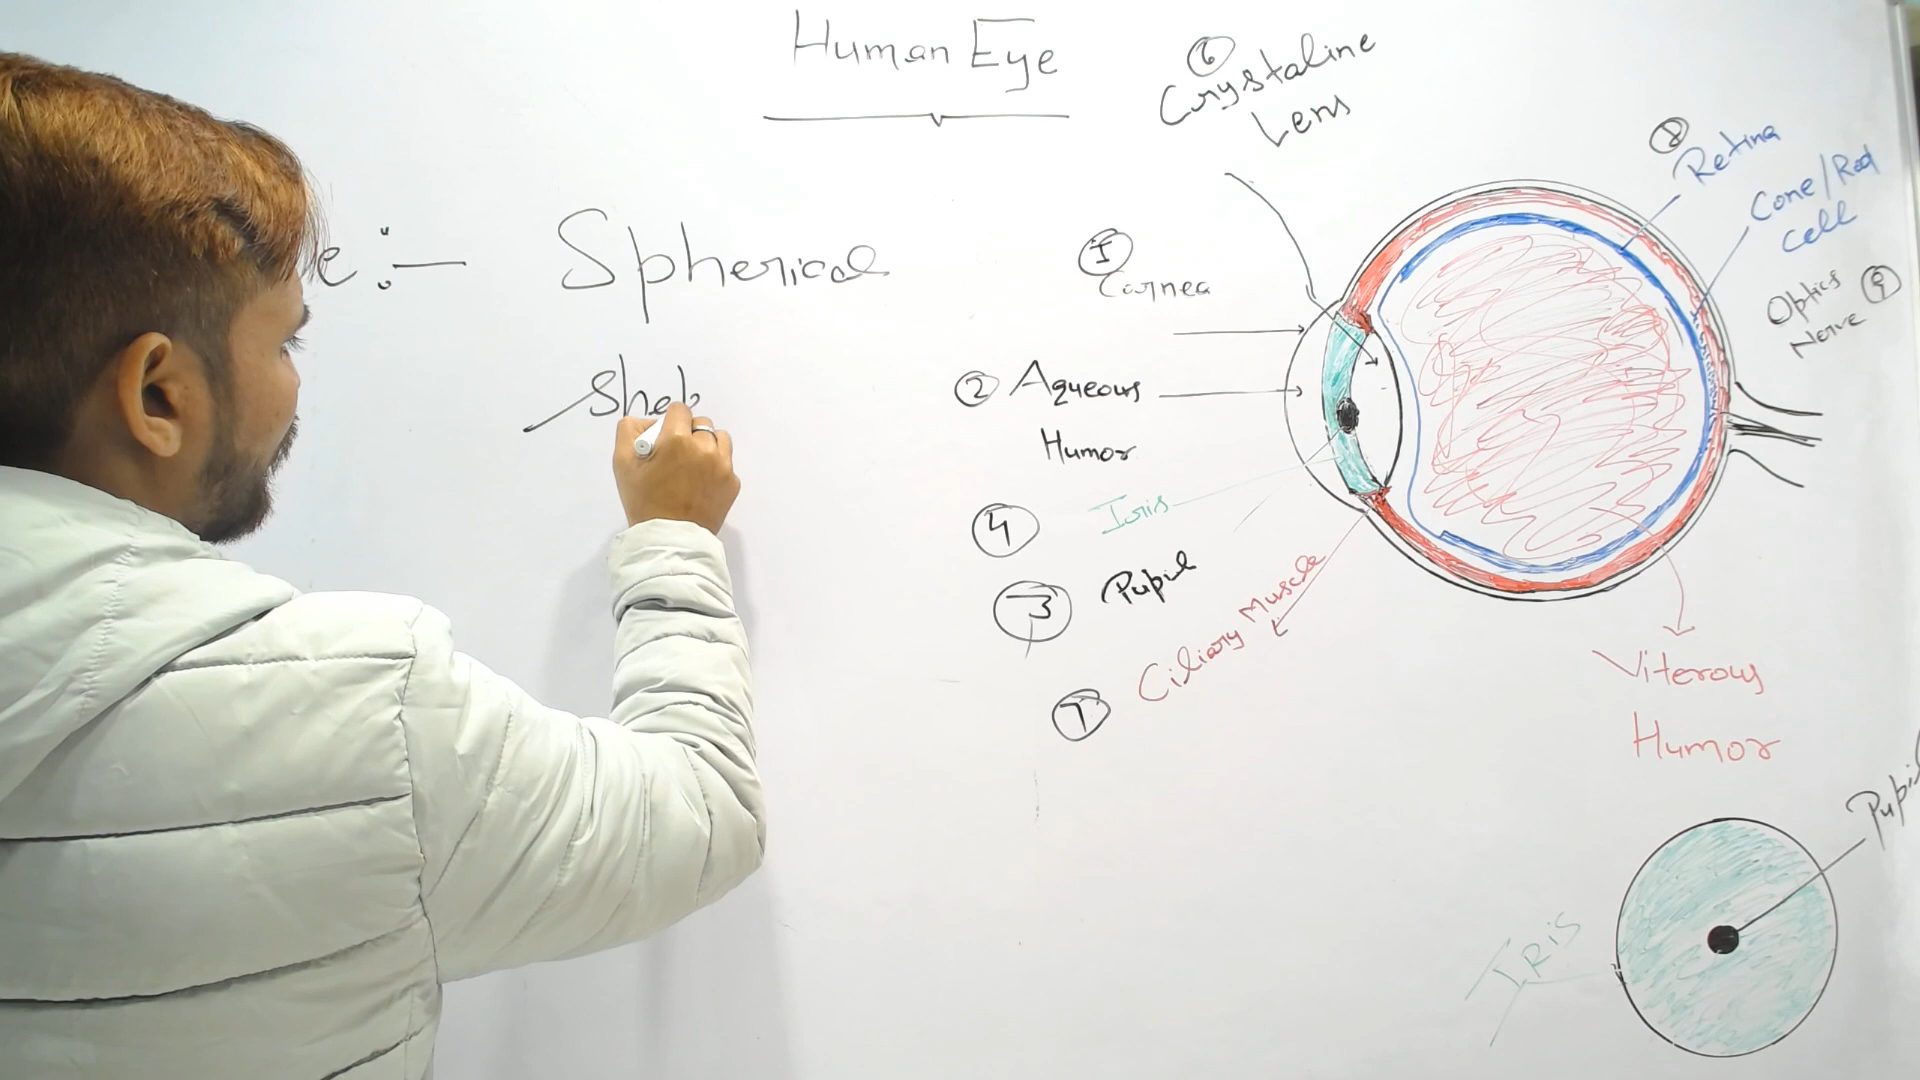 Human Eye
e :- Spherical
Shap
6
Crystaline
Lens
1
Cornea
2 Aqueous
Humor
4 Iris
3 Pupil
7 Ciliary Muscle
8
Retina
Cone/Rod
Cell
Optics
Nerve 9
Viterous
Humor
Pupil
IRIS